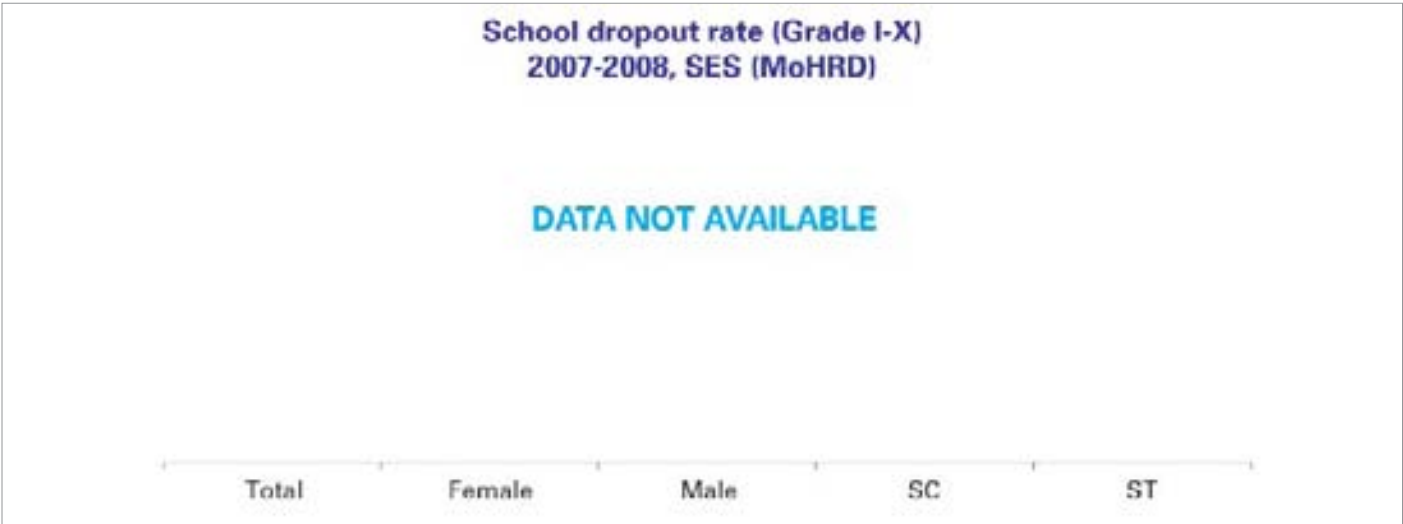 School dropout rate (Grade I-X)
2007-2008, SES (MoHRD)
DATA NOT AVAILABLE
Total Female Male SC ST